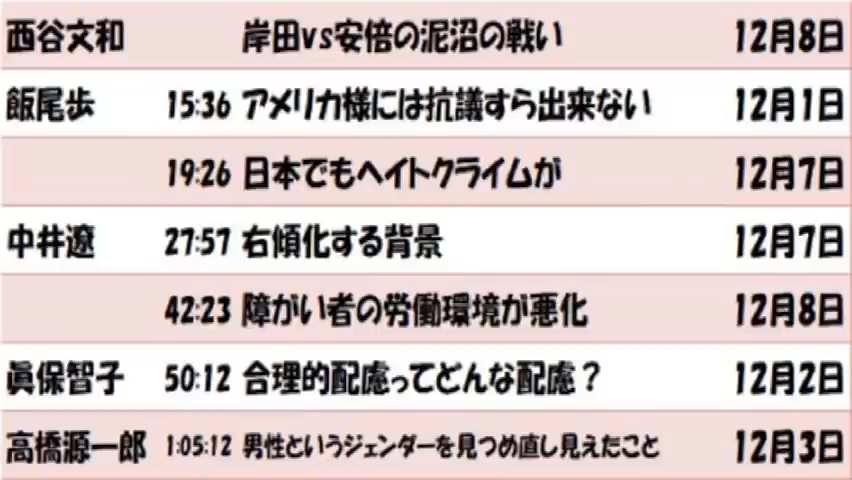 西谷文和 岸田vs安倍の泥沼の戦い 12月8日
飯尾歩 15:36 アメリカ様には抗議すら出来ない 12月1日
19:26 日本でもヘイトクライムが 12月7日
中井遼 27:57 右傾化する背景 12月7日
42:23 障がい者の労働環境が悪化 12月8日
眞保智子 50:12 合理的配慮ってどんな配慮？ 12月2日
高橋源一郎 1:05:12 男性というジェンダーを見つめ直し見えたこと 12月3日